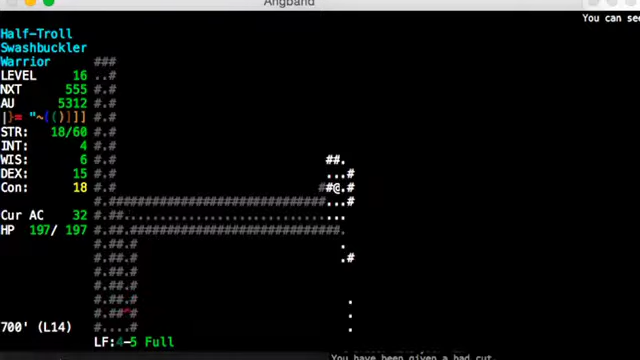 Angband
You can see
Half-Troll
Swashbuckler
Warrior
LEVEL 16
NXT 555
AU 5312
|}= "~(()]]]
STR: 18/60
INT: 4
WIS: 6
DEX: 15
Con: 18
Cur AC 32
HP 197/ 197
700' (L14)
LF:4-5 Full
You have been given a bad cut.